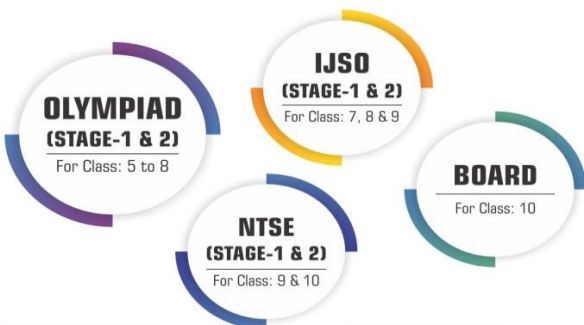 OLYMPIAD
(STAGE-1 & 2)
For Class: 5 to 8
IJSO
(STAGE-1 & 2)
For Class: 7, 8 & 9
NTSE
(STAGE-1 & 2)
For Class: 9 & 10
BOARD
For Class: 10